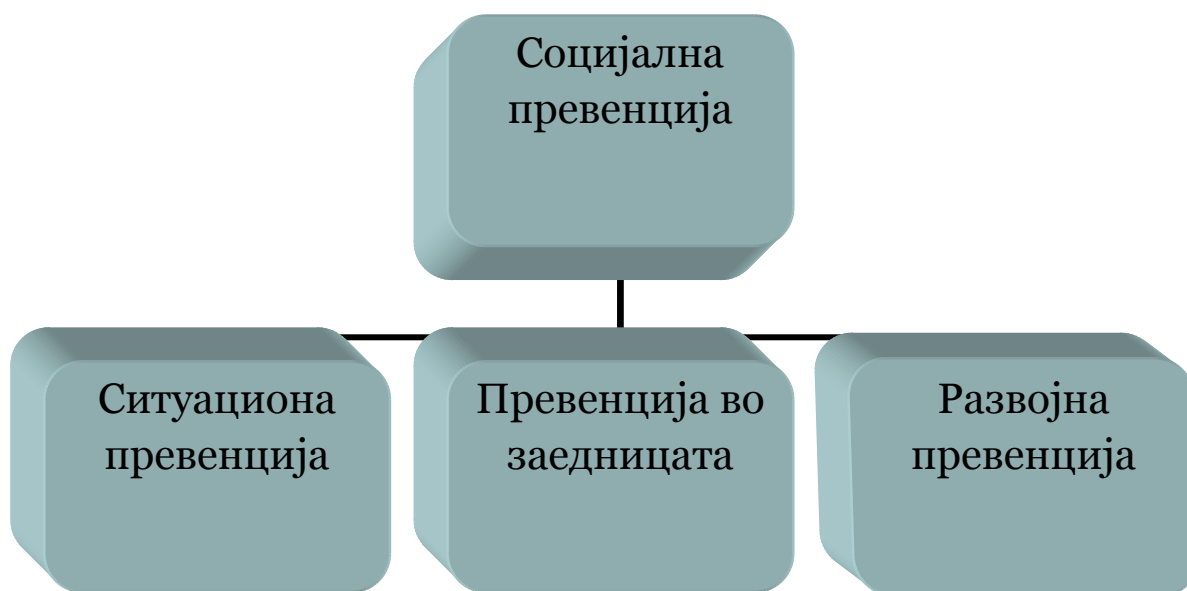 Социјална
превенција
Ситуациона
превенција
Превенција во
заедницата
Развојна
превенција